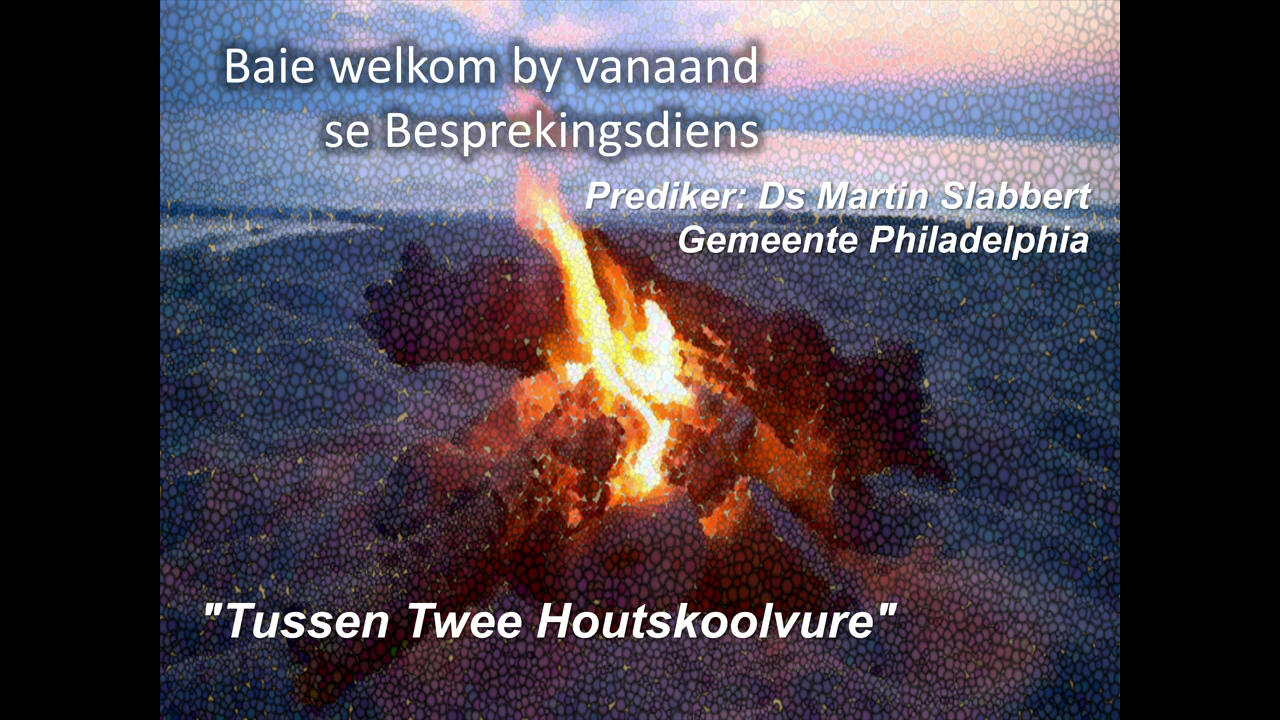 Baie welkom by vanaand
se Besprekingsdiens
Prediker: Ds Martin Slabbert
Gemeente Philadelphia
"Tussen Twee Houtskoolvure"